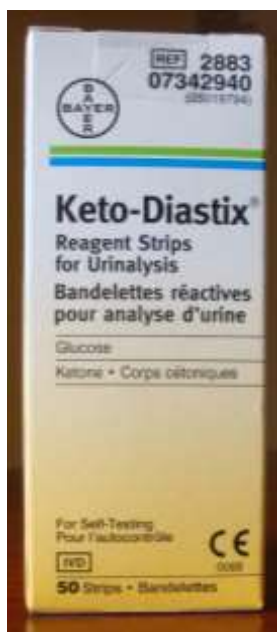 REF 2883
07342940
BAYER
BAYER
Keto-Diastix®
Reagent Strips
for Urinalysis
Bandelettes réactives
pour analyse d'urine
Glucose
Ketone • Corps cétoniques
For Self-Testing
Pour l'autocontrôle
CE
IVD
50 Strips • Bandelettes